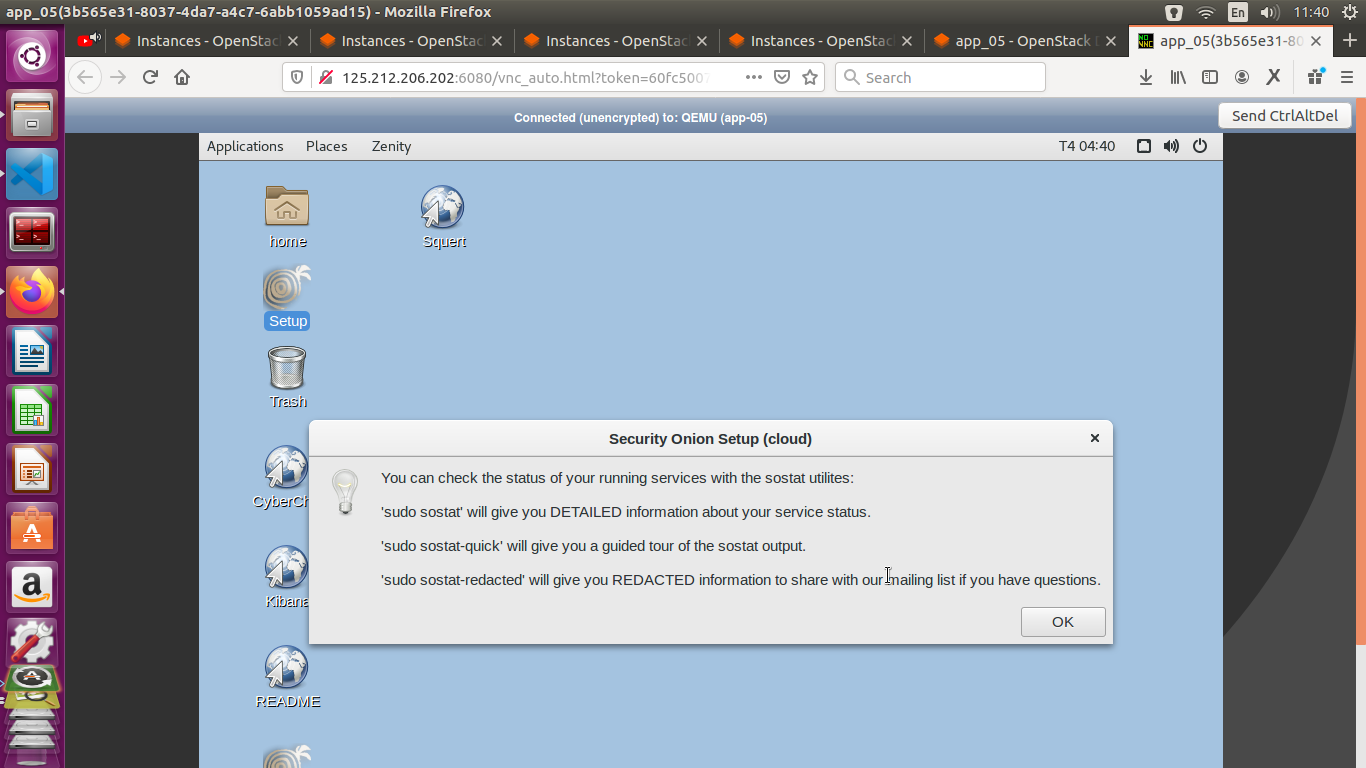 app_05(3b565e31-8037-4da7-a4c7-6abb1059ad15) - Mozilla Firefox
En
11:40
Instances - OpenStac
Instances - OpenStac
Instances - OpenStac
Instances - OpenStac
app_05 - OpenStack D
app_05(3b565e31-80
125.212.206.202:6080/vnc_auto.html?token=60fc5007
Search
Connected (unencrypted) to: QEMU (app-05)
Send CtrlAltDel
Applications
Places
Zenity
T4 04:40
home
Squert
Setup
Trash
CyberCh
Kibana
README
Security Onion Setup (cloud)
You can check the status of your running services with the sostat utilites:
'sudo sostat' will give you DETAILED information about your service status.
'sudo sostat-quick' will give you a guided tour of the sostat output.
'sudo sostat-redacted' will give you REDACTED information to share with our mailing list if you have questions.
OK